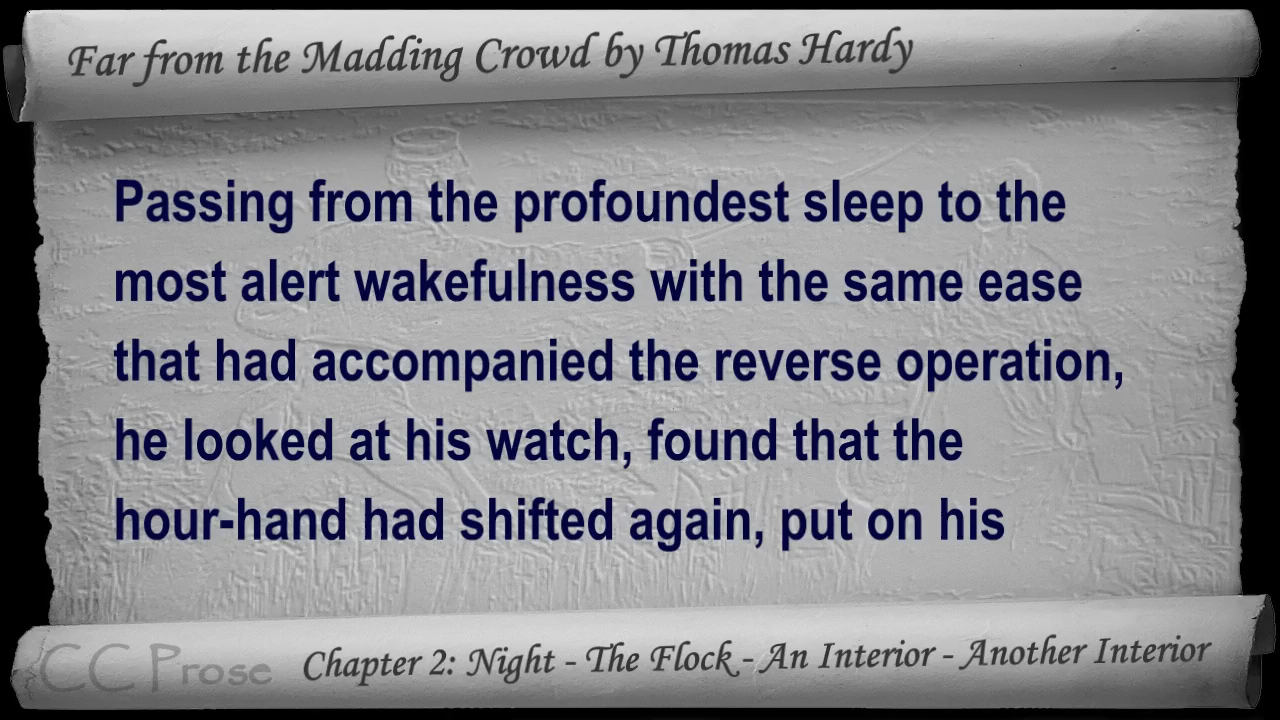 Far from the Madding Crowd by Thomas Hardy
Passing from the profoundest sleep to the
most alert wakefulness with the same ease
that had accompanied the reverse operation,
he looked at his watch, found that the
hour-hand had shifted again, put on his
CC Prose
Chapter 2: Night - The Flock - An Interior - Another Interior